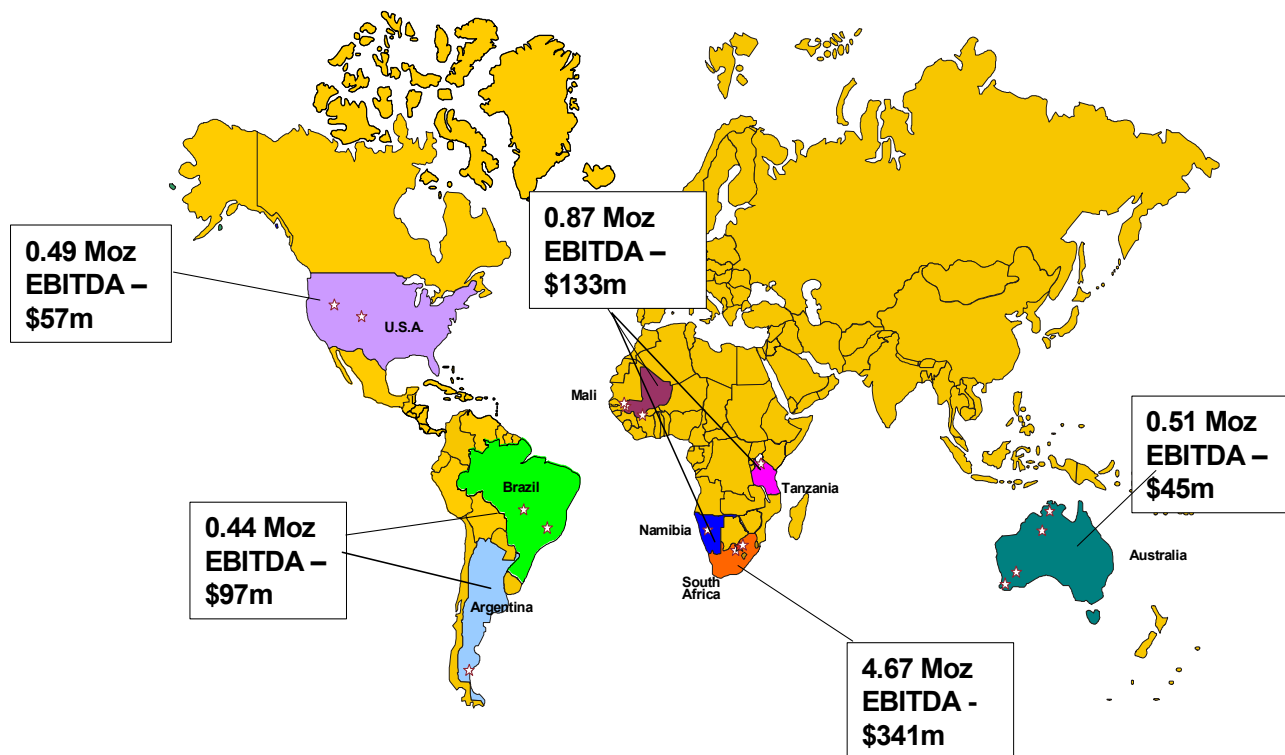 0.87 Moz
EBITDA –
$133m
0.49 Moz
EBITDA –
$57m
U.S.A.
Mali
0.51 Moz
EBITDA –
$45m
Brazil
Tanzania
0.44 Moz
EBITDA –
$97m
Namibia
Australia
South
Africa
Argentina
4.67 Moz
EBITDA -
$341m